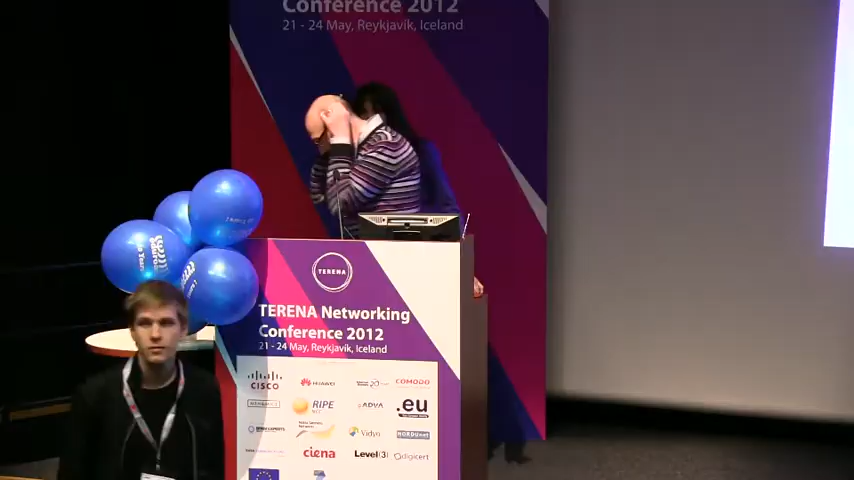 Conference 2012
21 - 24 May, Reykjavík, Iceland
TERENA
TERENA Networking
Conference 2012
21 - 24 May, Reykjavík, Iceland
CISCO
HUAWEI
COMODO
RIPE
NCC
ADVA
.eu
Vidyo
NORDUnet
ciena
Level(3)
digicert